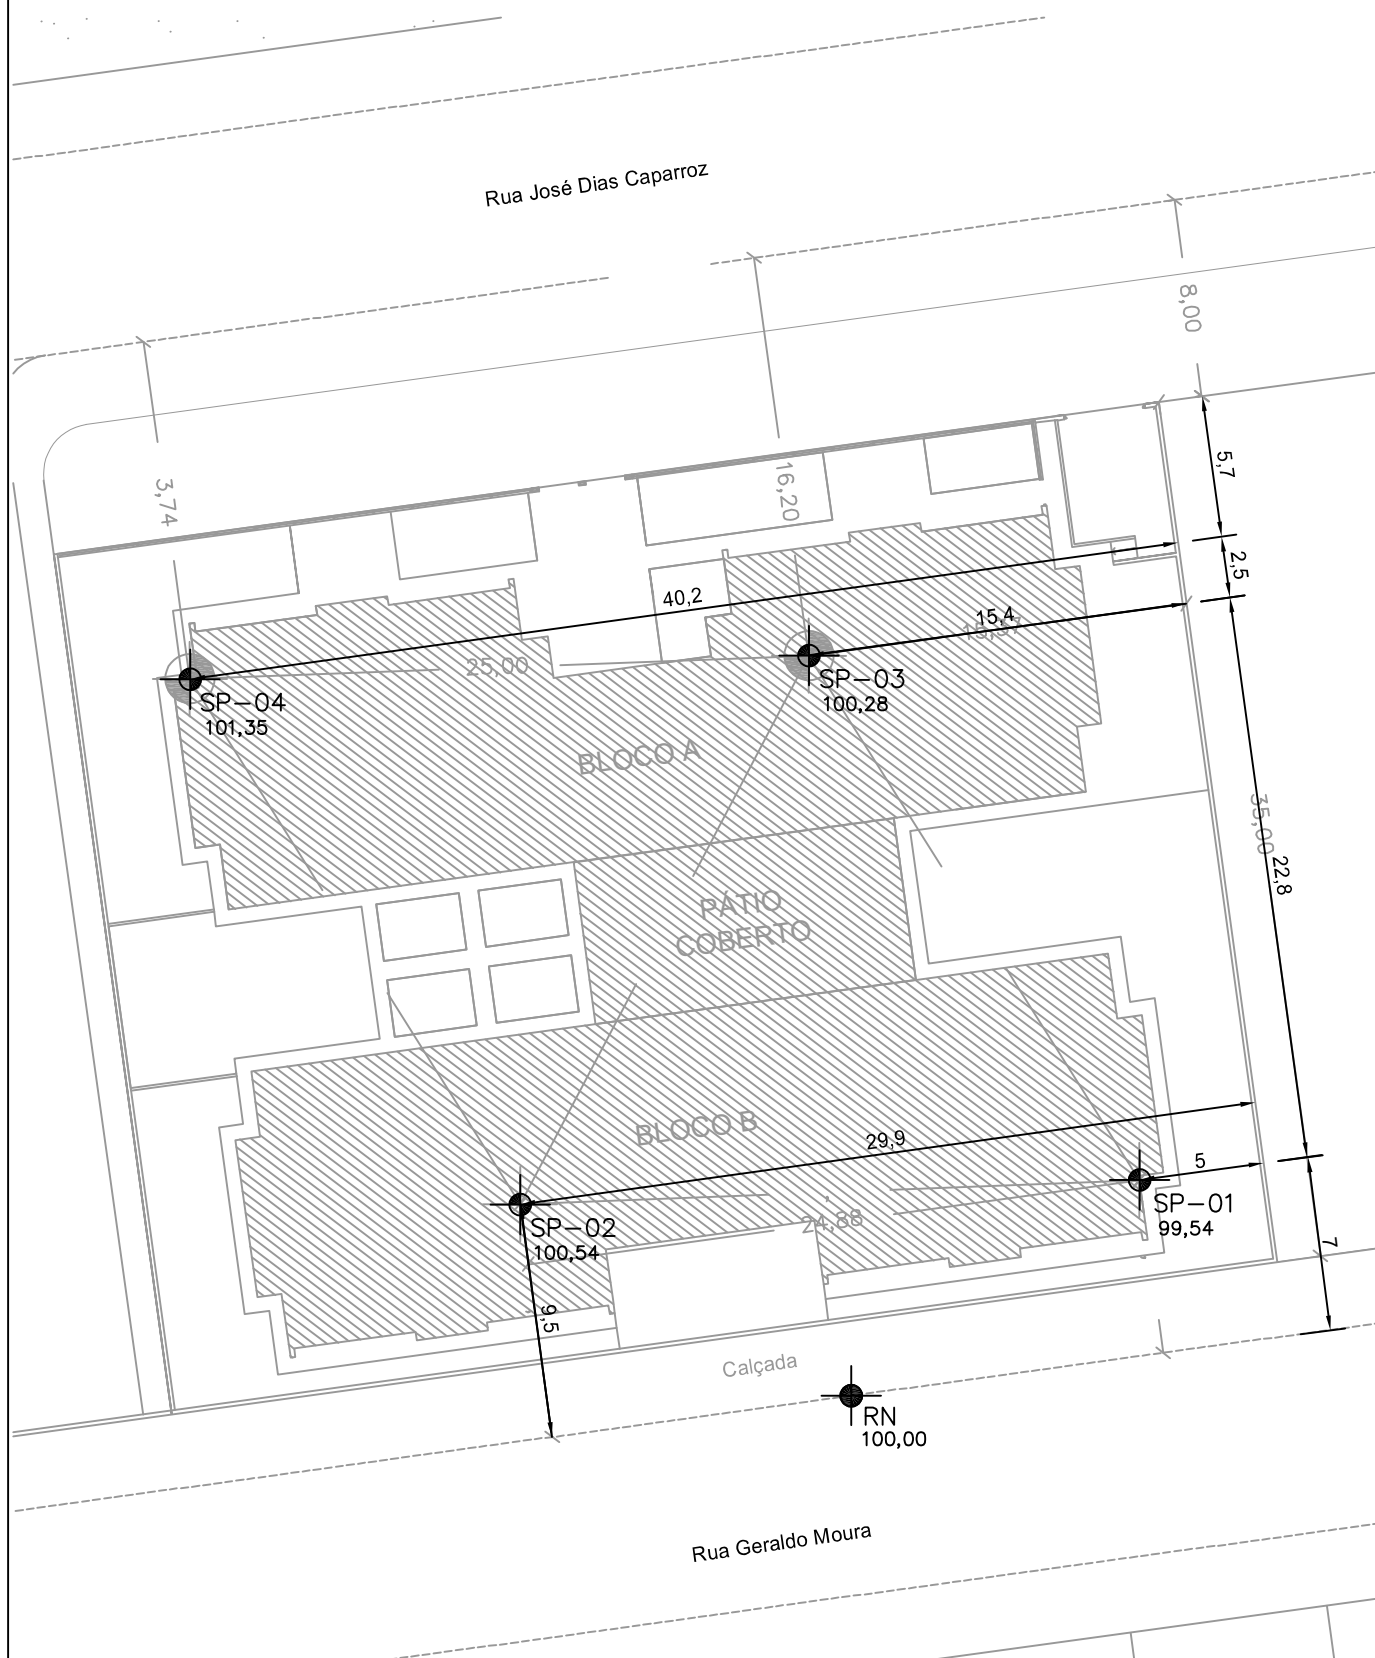 Rua José Dias Caparroz
8,00
5,7
3,74
16,20
2,5
40,2
15,4
25,00
SP-03
100,28
SP-04
101,35
BLOCO A
35,00
22,8
PÁTIO
COBERTO
BLOCO B
29,9
5
SP-01
99,54
24,88
SP-02
100,54
7
9,5
Calçada
RN
100,00
Rua Geraldo Moura